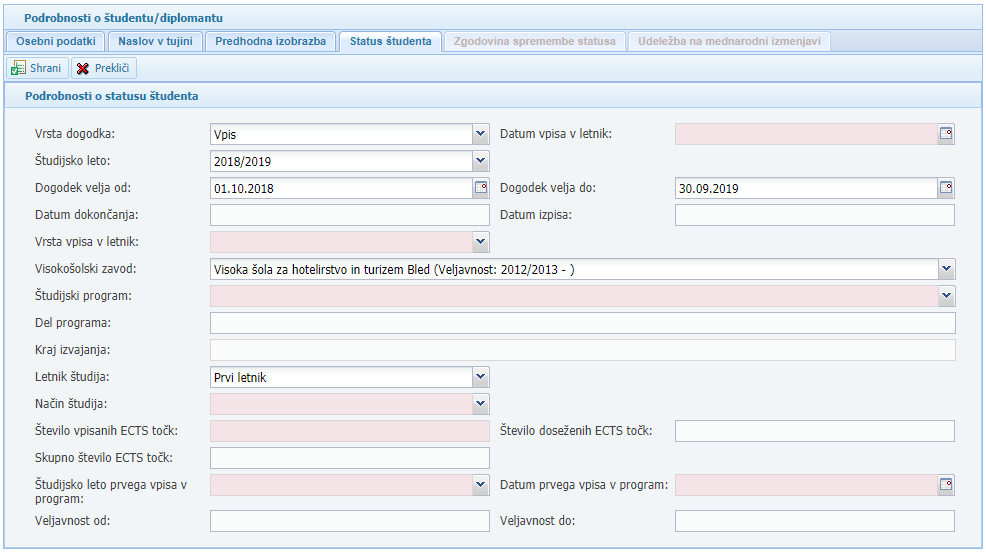 Podrobnosti o študentu/diplomantu
Osebni podatki Naslov v tujini Predhodna izobrazba Status študenta Zgodovina spremembe statusa Udeležba na mednarodni izmenjavi
Shrani Prekliči
Podrobnosti o statusu študenta
Vrsta dogodka: Vpis Datum vpisa v letnik:
Študijsko leto: 2018/2019
Dogodek velja od: 01.10.2018 Dogodek velja do: 30.09.2019
Datum dokončanja: Datum izpisa:
Vrsta vpisa v letnik:
Visokošolski zavod: Visoka šola za hotelirstvo in turizem Bled (Veljavnost: 2012/2013 - )
Študijski program:
Del programa:
Kraj izvajanja:
Letnik študija: Prvi letnik
Način študija:
Število vpisanih ECTS točk: Število doseženih ECTS točk:
Skupno število ECTS točk:
Študijsko leto prvega vpisa v program: Datum prvega vpisa v program:
Veljavnost od: Veljavnost do: